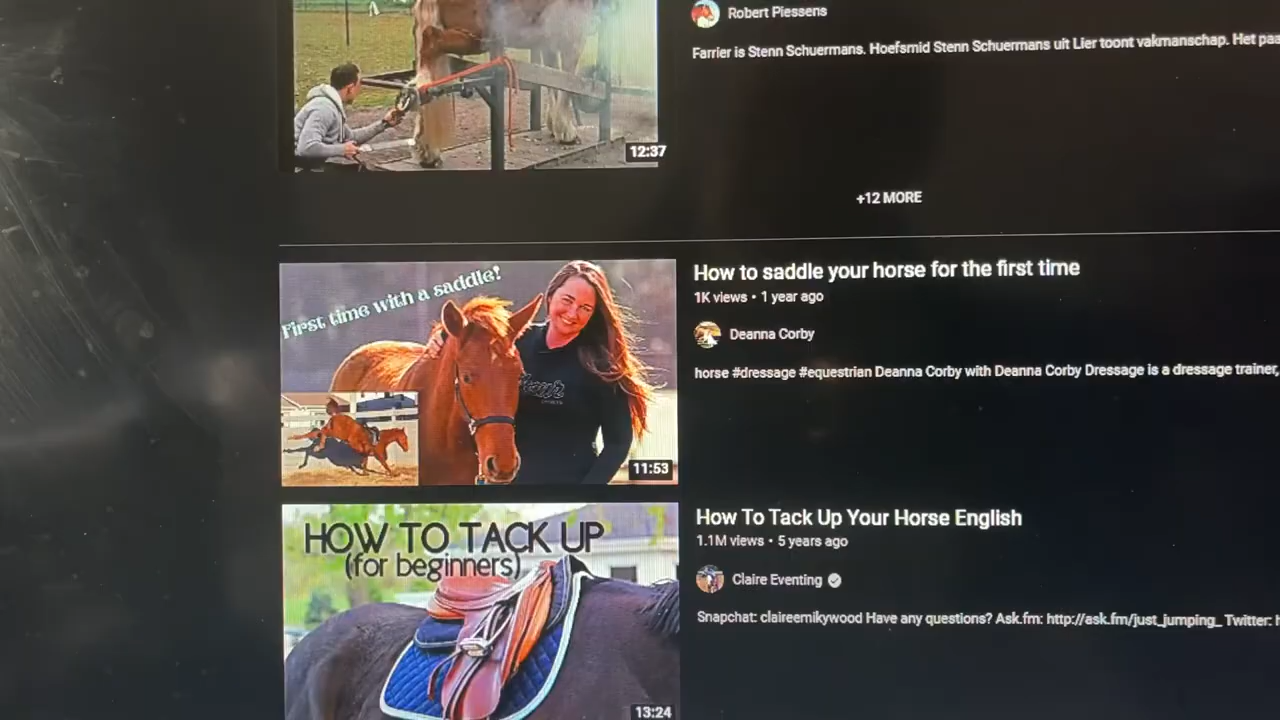 Robert Piessens
Farrier is Stenn Schuermans. Hoefsmid Stenn Schuermans uit Lier toont vakmanschap. Het paa
12:37
+12 MORE
First time with a saddle!
How to saddle your horse for the first time
1K views • 1 year ago
Deanna Corby
horse #dressage #equestrian Deanna Corby with Deanna Corby Dressage is a dressage trainer,
11:53
HOW TO TACK UP
(for beginners)
How To Tack Up Your Horse English
1.1M views • 5 years ago
Claire Eventing
Snapchat: claireemikywood Have any questions? Ask.fm: http://ask.fm/just_jumping_ Twitter:
13:24